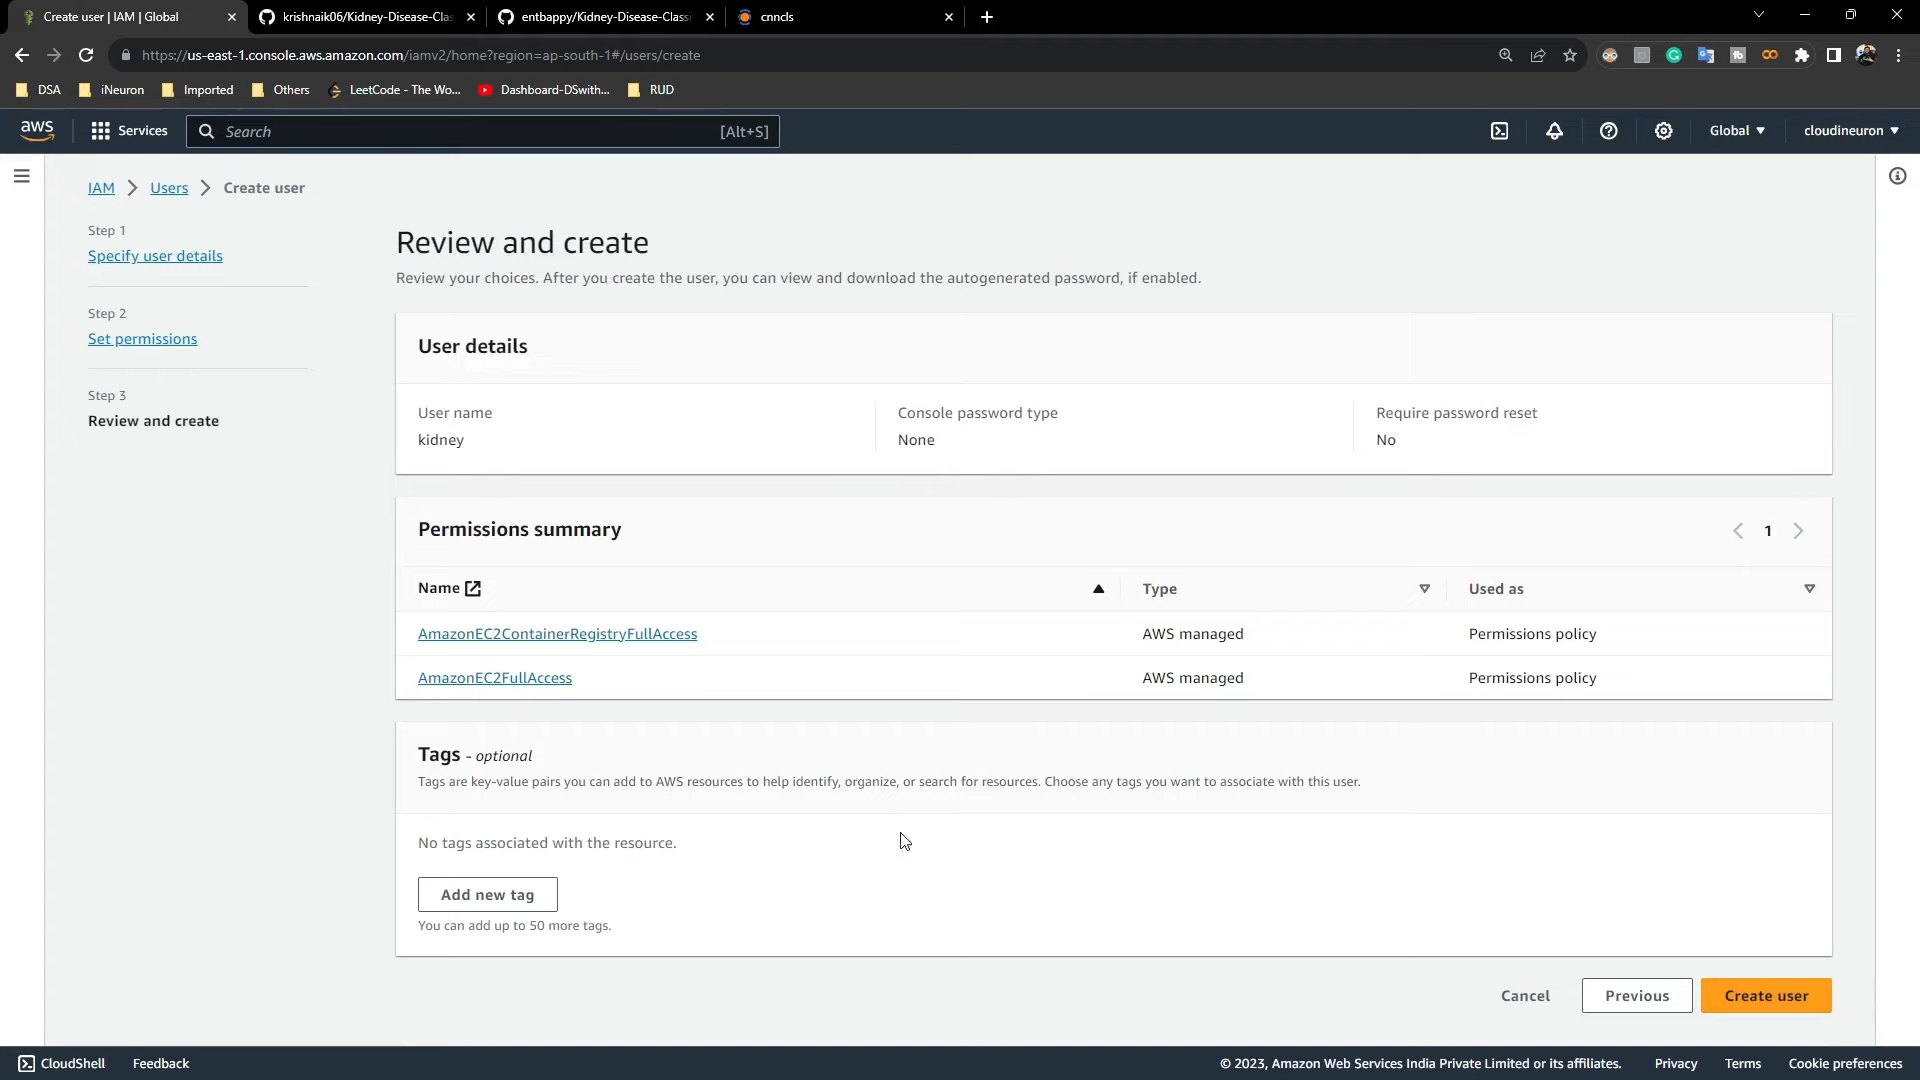 Create user | IAM | Global
krishnaik06/Kidney-Disease-Clas
entbappy/Kidney-Disease-Classi
cnncls
https://us-east-1.console.aws.amazon.com/iamv2/home?region=ap-south-1#/users/create
DSA
iNeuron
Imported
Others
LeetCode - The Wo...
Dashboard-DSwith...
RUD
aws
Services
Search
[Alt+S]
Global
cloudineuron
IAM
Users
Create user
Step 1
Specify user details
Step 2
Set permissions
Step 3
Review and create
Review and create
Review your choices. After you create the user, you can view and download the autogenerated password, if enabled.
User details
User name
Console password type
Require password reset
kidney
None
No
Permissions summary
1
Name
Type
Used as
AmazonEC2ContainerRegistryFullAccess
AWS managed
Permissions policy
AmazonEC2FullAccess
AWS managed
Permissions policy
Tags - optional
Tags are key-value pairs you can add to AWS resources to help identify, organize, or search for resources. Choose any tags you want to associate with this user.
No tags associated with the resource.
Add new tag
You can add up to 50 more tags.
Cancel
Previous
Create user
CloudShell
Feedback
© 2023, Amazon Web Services India Private Limited or its affiliates.
Privacy
Terms
Cookie preferences